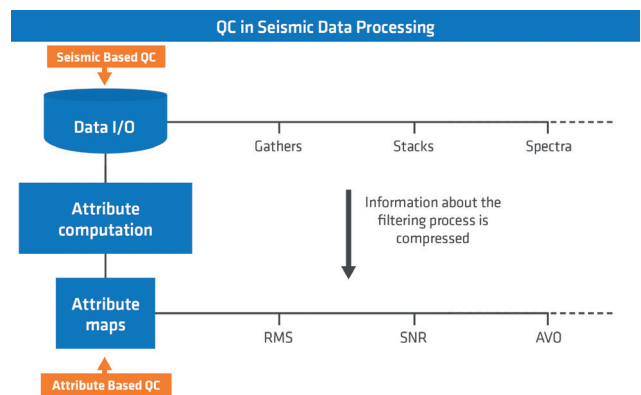 QC in Seismic Data Processing
Seismic Based QC
Data I/O
Gathers
Stacks
Spectra
Attribute
computation
Information about the
filtering process is
compressed
Attribute
maps
RMS
SNR
AVO
Attribute Based QC